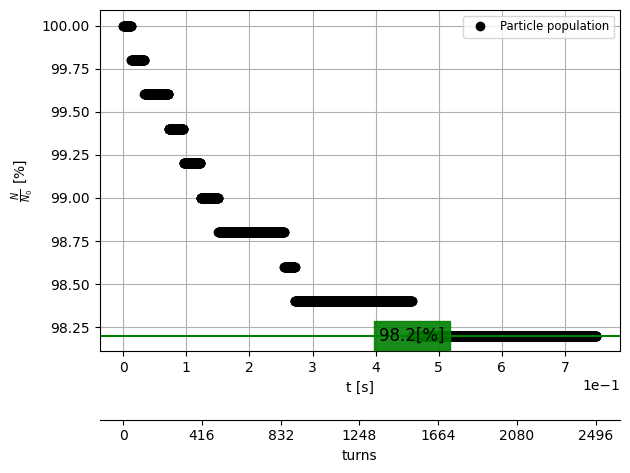 Particle population
100.00
99.75
99.50
99.25
99.00
98.75
98.50
98.25
N/N₀ [%]
98.2[%]
0 1 2 3 4 5 6 7
t [s]
1e−1
0 416 832 1248 1664 2080 2496
turns